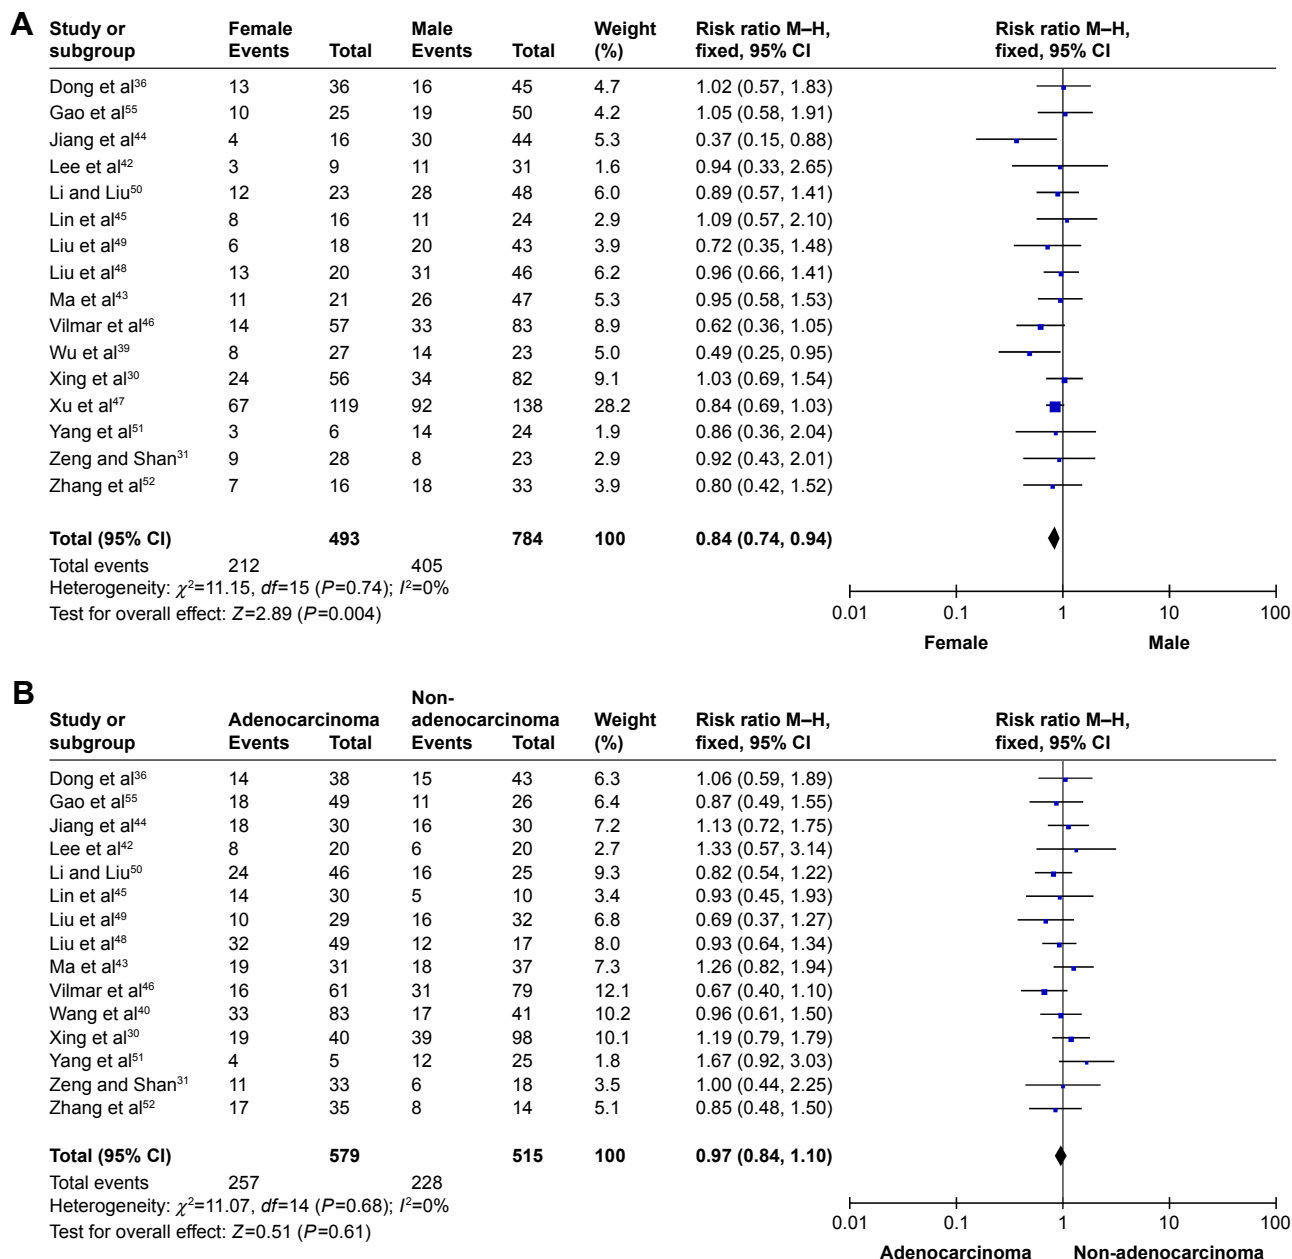 A
Study or subgroup Female Events Total Male Events Total Weight (%) Risk ratio M–H, fixed, 95% CI Risk ratio M–H, fixed, 95% CI
Dong et al36 13 36 16 45 4.7 1.02 (0.57, 1.83)
Gao et al55 10 25 19 50 4.2 1.05 (0.58, 1.91)
Jiang et al44 4 16 30 44 5.3 0.37 (0.15, 0.88)
Lee et al42 3 9 11 31 1.6 0.94 (0.33, 2.65)
Li and Liu50 12 23 28 48 6.0 0.89 (0.57, 1.41)
Lin et al45 8 16 11 24 2.9 1.09 (0.57, 2.10)
Liu et al49 6 18 20 43 3.9 0.72 (0.35, 1.48)
Liu et al48 13 20 31 46 6.2 0.96 (0.66, 1.41)
Ma et al43 11 21 26 47 5.3 0.95 (0.58, 1.53)
Vilmar et al46 14 57 33 83 8.9 0.62 (0.36, 1.05)
Wu et al39 8 27 14 23 5.0 0.49 (0.25, 0.95)
Xing et al30 24 56 34 82 9.1 1.03 (0.69, 1.54)
Xu et al47 67 119 92 138 28.2 0.84 (0.69, 1.03)
Yang et al51 3 6 14 24 1.9 0.86 (0.36, 2.04)
Zeng and Shan31 9 28 8 23 2.9 0.92 (0.43, 2.01)
Zhang et al52 7 16 18 33 3.9 0.80 (0.42, 1.52)
Total (95% CI) 493 784 100 0.84 (0.74, 0.94)
Total events 212 405
Heterogeneity: χ2=11.15, df=15 (P=0.74); I2=0%
Test for overall effect: Z=2.89 (P=0.004)
0.01 0.1 1 10 100
Female Male
B
Study or subgroup Adenocarcinoma Events Total Non-adenocarcinoma Events Total Weight (%) Risk ratio M–H, fixed, 95% CI Risk ratio M–H, fixed, 95% CI
Dong et al36 14 38 15 43 6.3 1.06 (0.59, 1.89)
Gao et al55 18 49 11 26 6.4 0.87 (0.49, 1.55)
Jiang et al44 18 30 16 30 7.2 1.13 (0.72, 1.75)
Lee et al42 8 20 6 20 2.7 1.33 (0.57, 3.14)
Li and Liu50 24 46 16 25 9.3 0.82 (0.54, 1.22)
Lin et al45 14 30 5 10 3.4 0.93 (0.45, 1.93)
Liu et al49 10 29 16 32 6.8 0.69 (0.37, 1.27)
Liu et al48 32 49 12 17 8.0 0.93 (0.64, 1.34)
Ma et al43 19 31 18 37 7.3 1.26 (0.82, 1.94)
Vilmar et al46 16 61 31 79 12.1 0.67 (0.40, 1.10)
Wang et al40 33 83 17 41 10.2 0.96 (0.61, 1.50)
Xing et al30 19 40 39 98 10.1 1.19 (0.79, 1.79)
Yang et al51 4 5 12 25 1.8 1.67 (0.92, 3.03)
Zeng and Shan31 11 33 6 18 3.5 1.00 (0.44, 2.25)
Zhang et al52 17 35 8 14 5.1 0.85 (0.48, 1.50)
Total (95% CI) 579 515 100 0.97 (0.84, 1.10)
Total events 257 228
Heterogeneity: χ2=11.07, df=14 (P=0.68); I2=0%
Test for overall effect: Z=0.51 (P=0.61)
0.01 0.1 1 10 100
Adenocarcinoma Non-adenocarcinoma